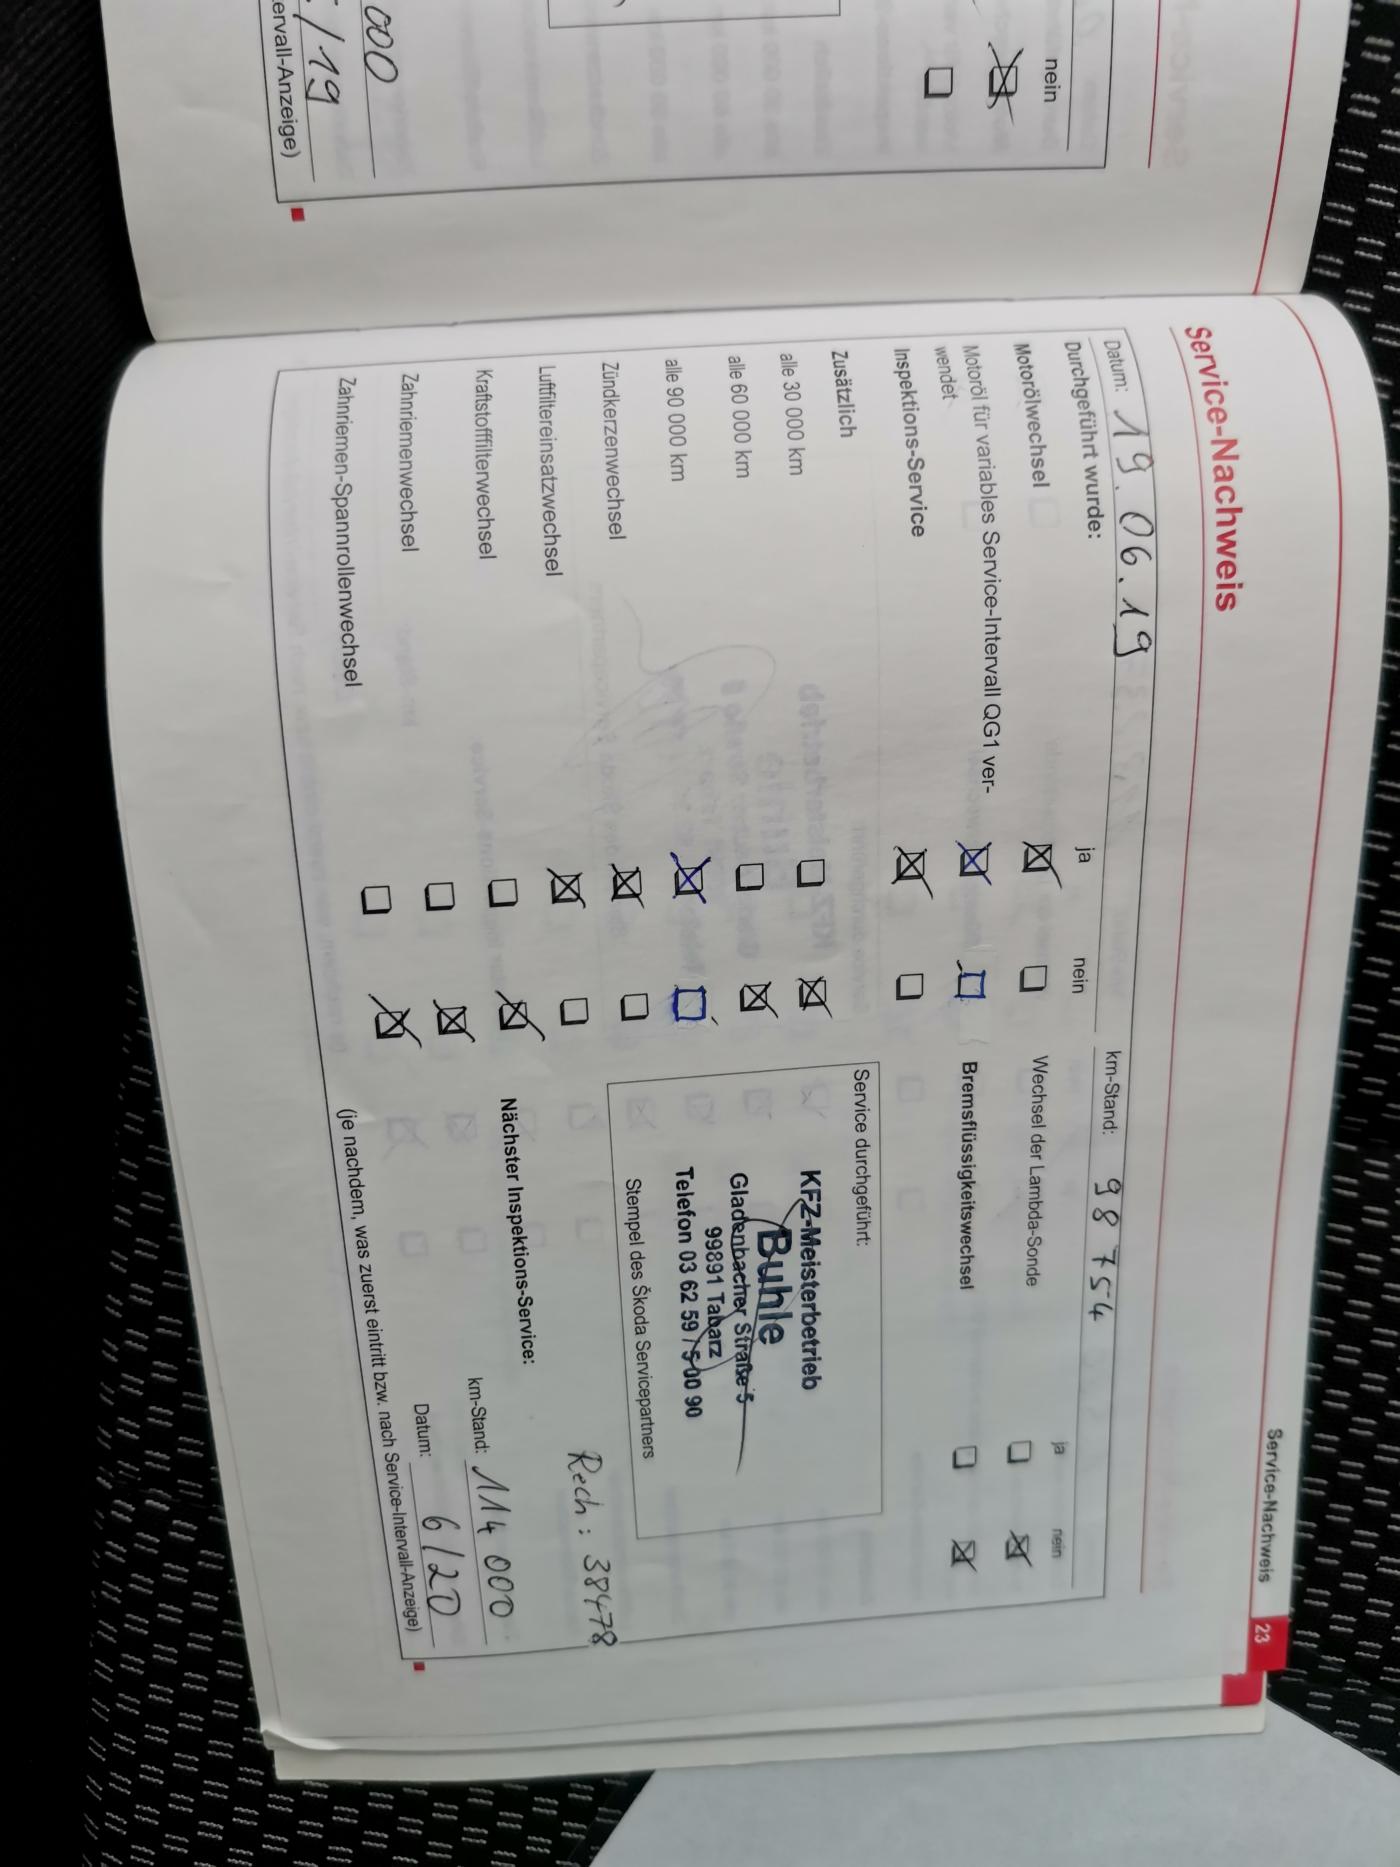 nein
000
/19
ervall-Anzeige)
Service-Nachweis
23
Service-Nachweis
Datum: 19.06.19
km-Stand: 98 754
Durchgeführt wurde:
ja
nein
ja
nein
Motorölwechsel
Wechsel der Lambda-Sonde
Motoröl für variables Service-Intervall QG1 ver-
wendet
Bremsflüssigkeitswechsel
Inspektions-Service
Zusätzlich
alle 30 000 km
alle 60 000 km
alle 90 000 km
Zündkerzenwechsel
Luftfiltereinsatzwechsel
Kraftstofffilterwechsel
Zahnriemenwechsel
Zahnriemen-Spannrollenwechsel
Service durchgeführt:
KFZ-Meisterbetrieb
Buhle
Gladenbacher Straße 5
99891 Tabarz
Telefon 03 62 59 / 5 00 90
Stempel des Škoda Servicepartners
Rech: 38478
Nächster Inspektions-Service:
km-Stand: 114 000
Datum: 6/20
(je nachdem, was zuerst eintritt bzw. nach Service-Intervall-Anzeige)